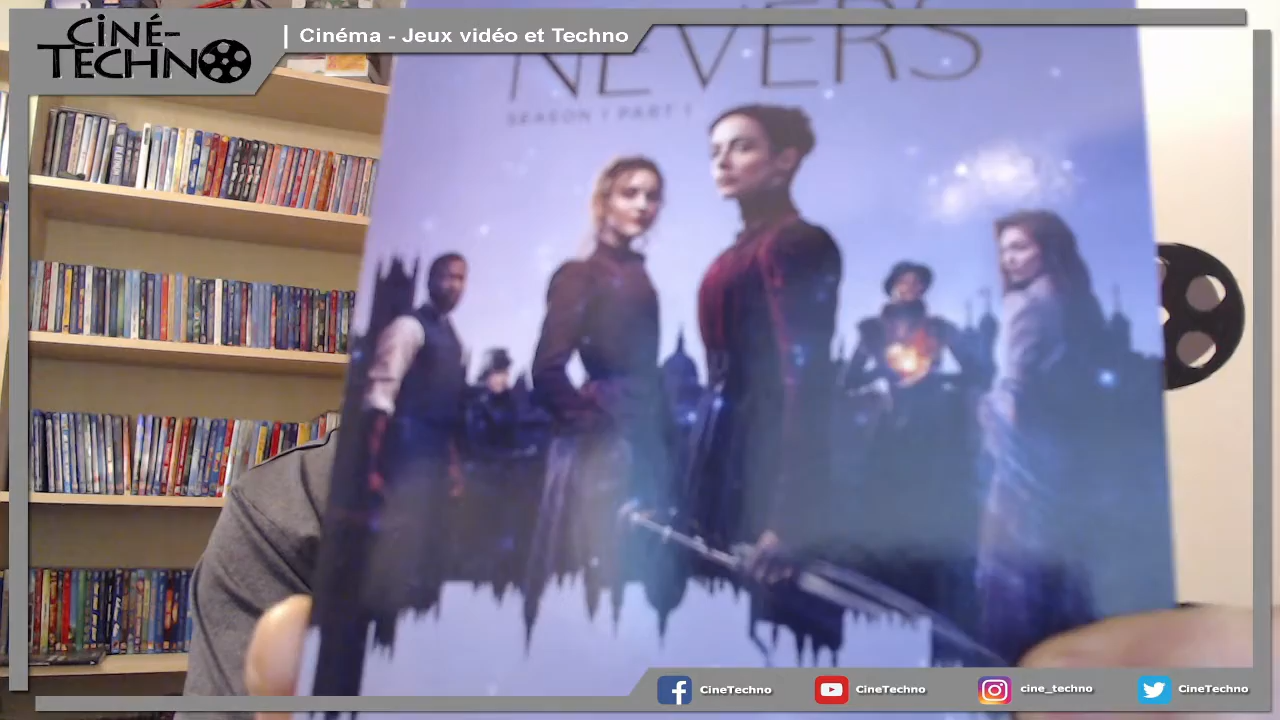 CiNÉ-
TECHNO
| Cinéma - Jeux vidéo et Techno
NEVERS
SEASON 1 PART 1
CineTechno
CineTechno
cine_techno
CineTechno